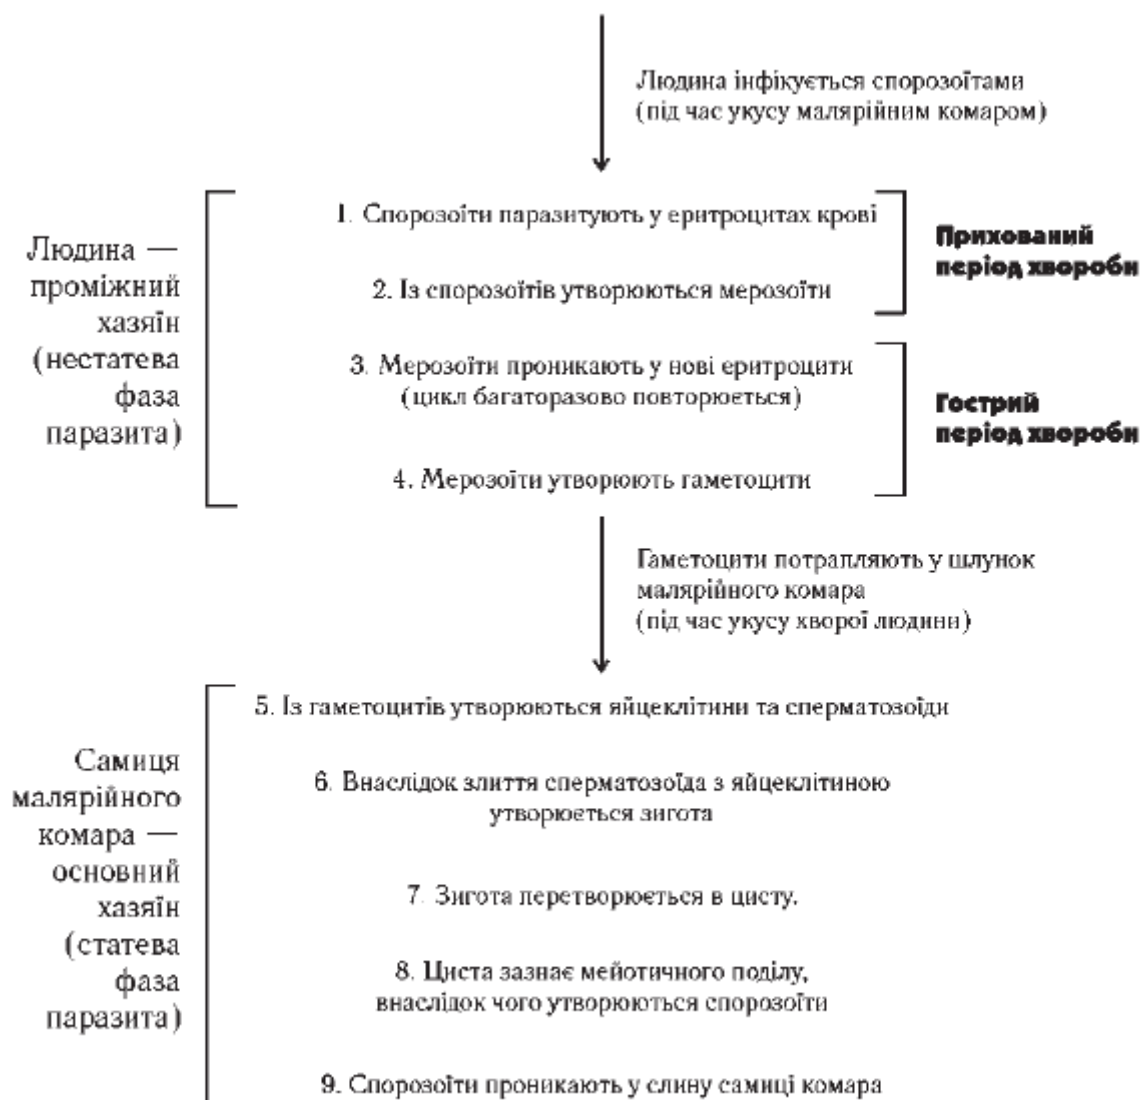 Людина інфікується спорозоїтами
(під час укусу малярійним комаром)
Людина —
проміжний
хазяїн
(нестатева
фаза
паразита)
1. Спорозоїти паразитують у еритроцитах крові
2. Із спорозоїтів утворюються мерозоїти
Прихований
період хвороби
3. Мерозоїти проникають у нові еритроцити
(цикл багаторазово повторюється)
4. Мерозоїти утворюють гаметоцити
Гострий
період хвороби
Гаметоцити потрапляють у шлунок
малярійного комара
(під час укусу хворої людини)
Самиця
малярійного
комара —
основний
хазяїн
(статева
фаза
паразита)
5. Із гаметоцитів утворюються яйцеклітини та сперматозоїди
6. Внаслідок злиття сперматозоїда з яйцеклітиною
утворюється зигота
7. Зигота перетворюється в цисту.
8. Циста зазнає мейотичного поділу,
внаслідок чого утворюються спорозоїти
9. Спорозоїти проникають у слину самиці комара